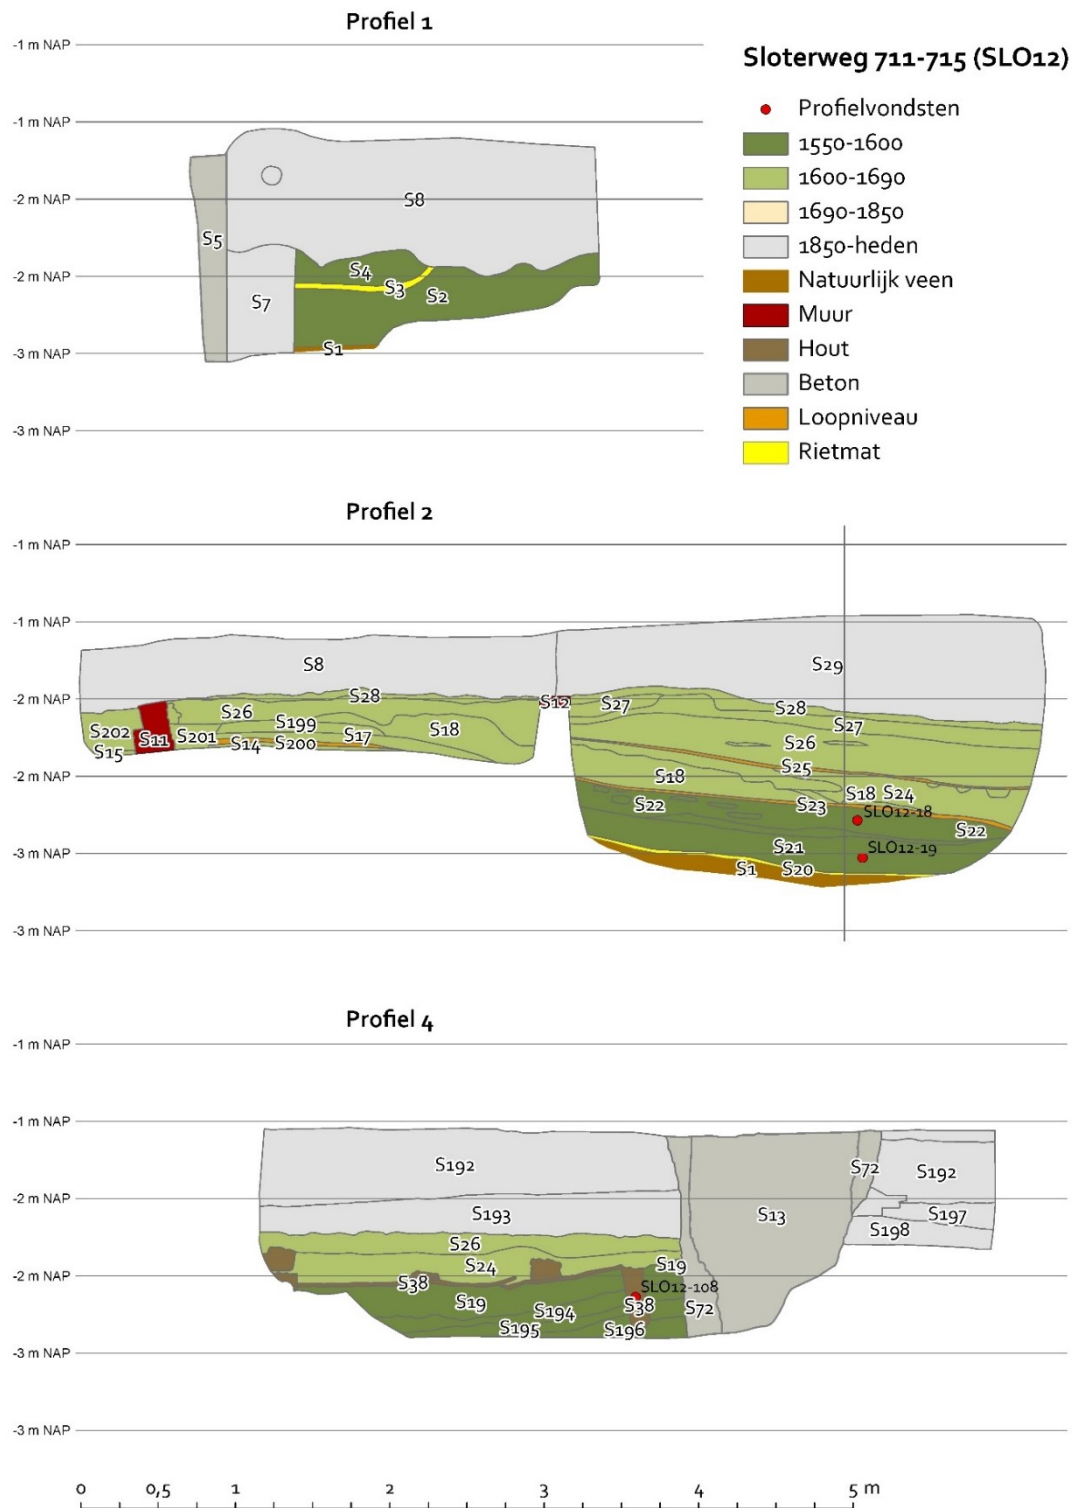 Profiel 1
-1 m NAP
-1 m NAP
-2 m NAP
-2 m NAP
-3 m NAP
-3 m NAP
S8
S5
S4
S3
S2
S7
S1
Sloterweg 711-715 (SLO12)
Profielvondsten
1550-1600
1600-1690
1690-1850
1850-heden
Natuurlijk veen
Muur
Hout
Beton
Loopniveau
Rietmat
Profiel 2
-1 m NAP
-1 m NAP
-2 m NAP
-2 m NAP
-3 m NAP
-3 m NAP
S8
S29
S28
S12
S27
S28
S26
S199
S27
S202
S11
S201
S14
S200
S17
S18
S26
S15
S25
S18
S18
S24
S22
S23
SLO12-18
S22
S21
SLO12-19
S1
S20
Profiel 4
-1 m NAP
-1 m NAP
-2 m NAP
-2 m NAP
-3 m NAP
-3 m NAP
S192
S72
S192
S193
S13
S197
S198
S26
S24
S19
S38
SLO12-108
S19
S194
S38
S72
S195
S196
0 0,5 1 2 3 4 5 m